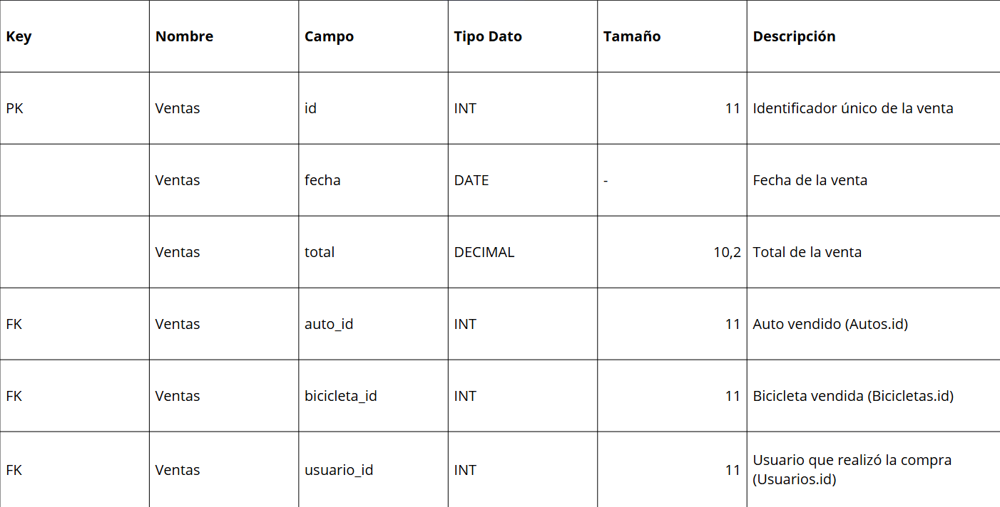 Key Nombre Campo Tipo Dato Tamaño Descripción
PK Ventas id INT 11 Identificador único de la venta
Ventas fecha DATE - Fecha de la venta
Ventas total DECIMAL 10,2 Total de la venta
FK Ventas auto_id INT 11 Auto vendido (Autos.id)
FK Ventas bicicleta_id INT 11 Bicicleta vendida (Bicicletas.id)
FK Ventas usuario_id INT 11 Usuario que realizó la compra
(Usuarios.id)